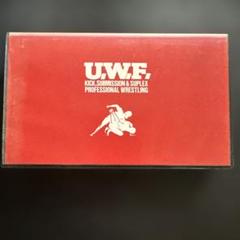 U.W.F.
KICK, SUBMISSION & SUPLEX
PROFESSIONAL WRESTLING